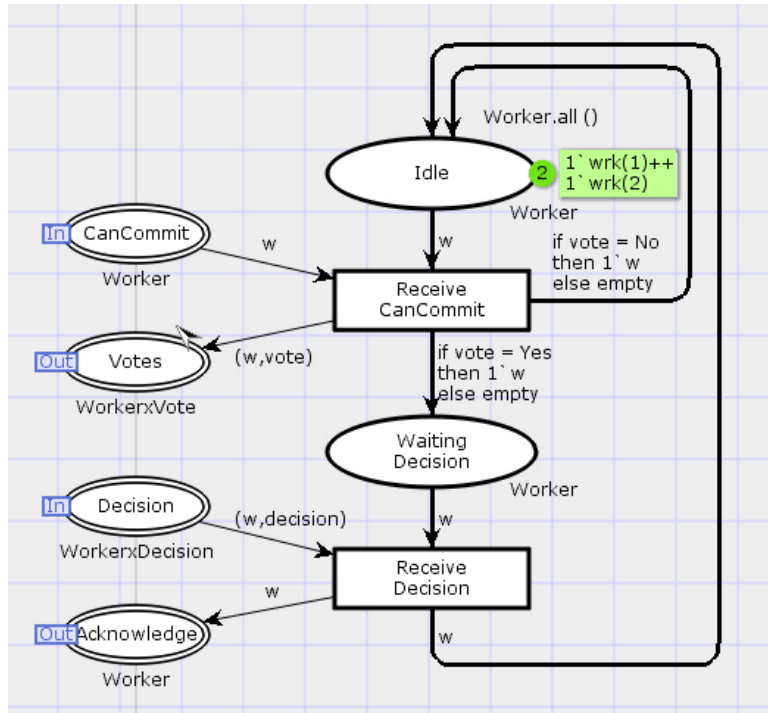 Worker.all ()
Idle
2
1`wrk(1)++
1`wrk(2)
Worker
In
CanCommit
Worker
w
w
if vote = No
then 1`w
else empty
Receive
CanCommit
Out
Votes
WorkerxVote
(w,vote)
if vote = Yes
then 1`w
else empty
Waiting
Decision
Worker
In
Decision
WorkerxDecision
(w,decision)
w
Receive
Decision
w
Out
Acknowledge
Worker
w